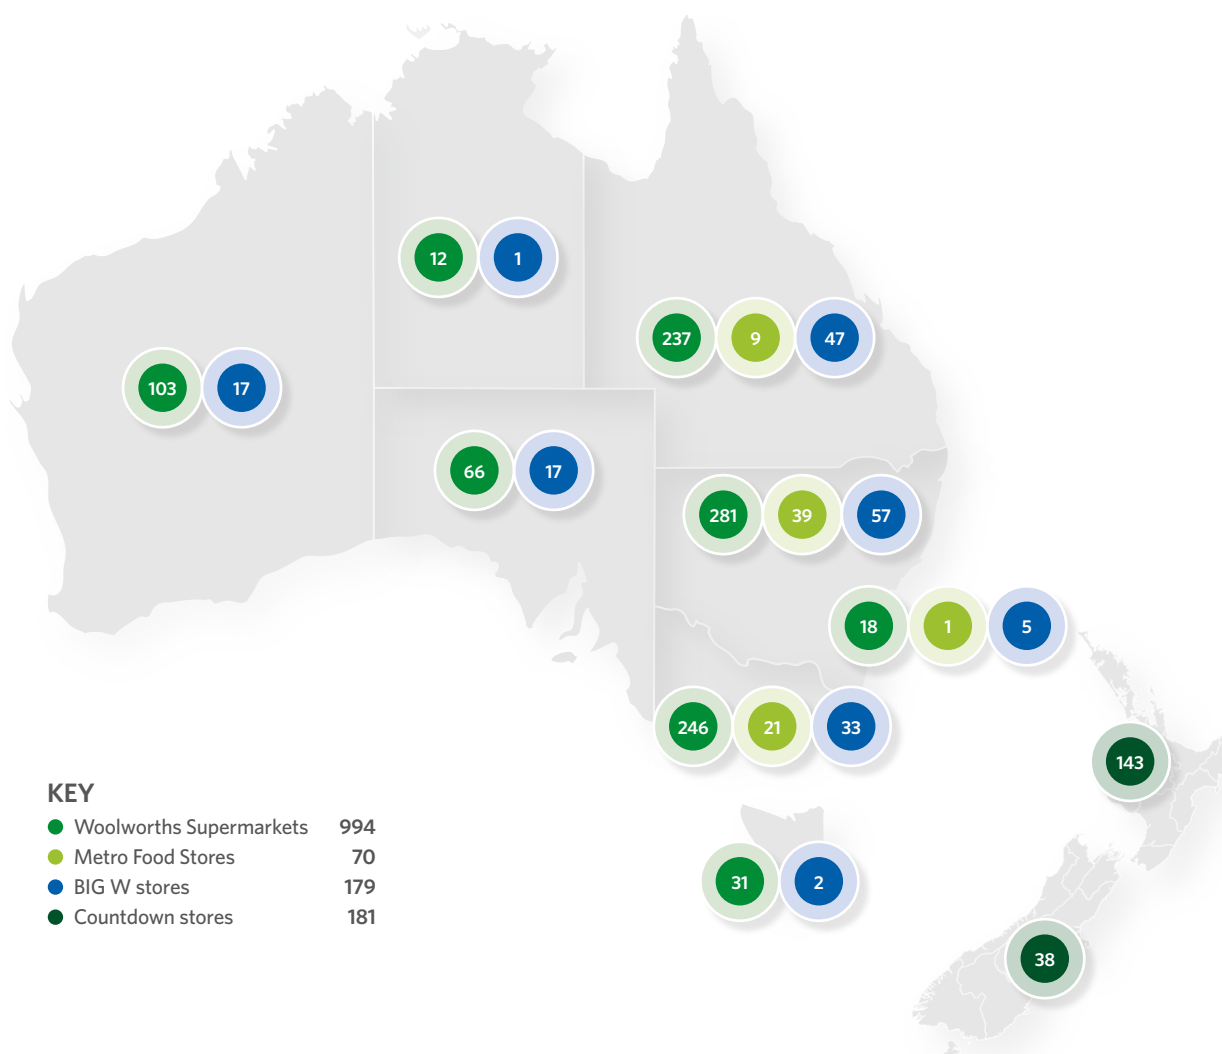 12 1
237 9 47
103 17
66 17
281 39 57
18 1 5
246 21 33
143
KEY
Woolworths Supermarkets 994
Metro Food Stores 70
BIG W stores 179
Countdown stores 181
31 2
38